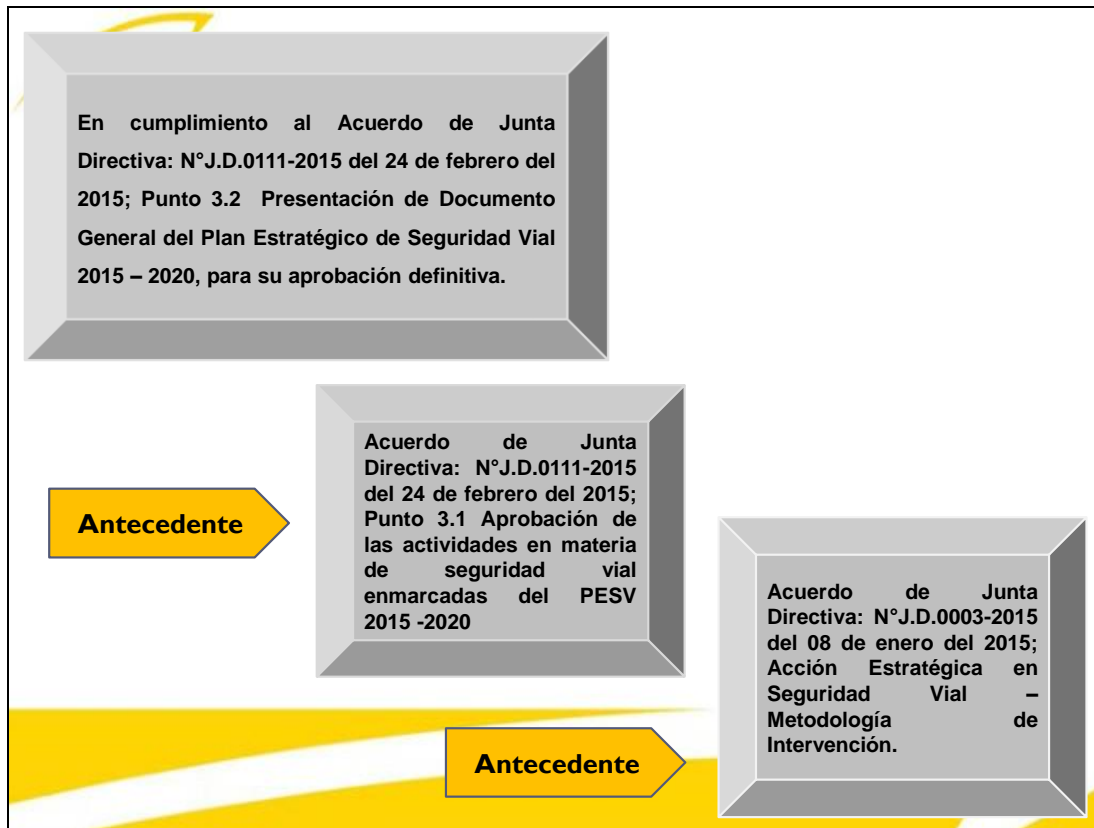 En cumplimiento al Acuerdo de Junta
Directiva: N°J.D.0111-2015 del 24 de febrero del
2015; Punto 3.2 Presentación de Documento
General del Plan Estratégico de Seguridad Vial
2015 – 2020, para su aprobación definitiva.
Antecedente
Acuerdo de Junta
Directiva: N°J.D.0111-2015
del 24 de febrero del 2015;
Punto 3.1 Aprobación de
las actividades en materia
de seguridad vial
enmarcadas del PESV
2015 -2020
Antecedente
Acuerdo de Junta
Directiva: N°J.D.0003-2015
del 08 de enero del 2015;
Acción Estratégica en
Seguridad Vial –
Metodología de
Intervención.